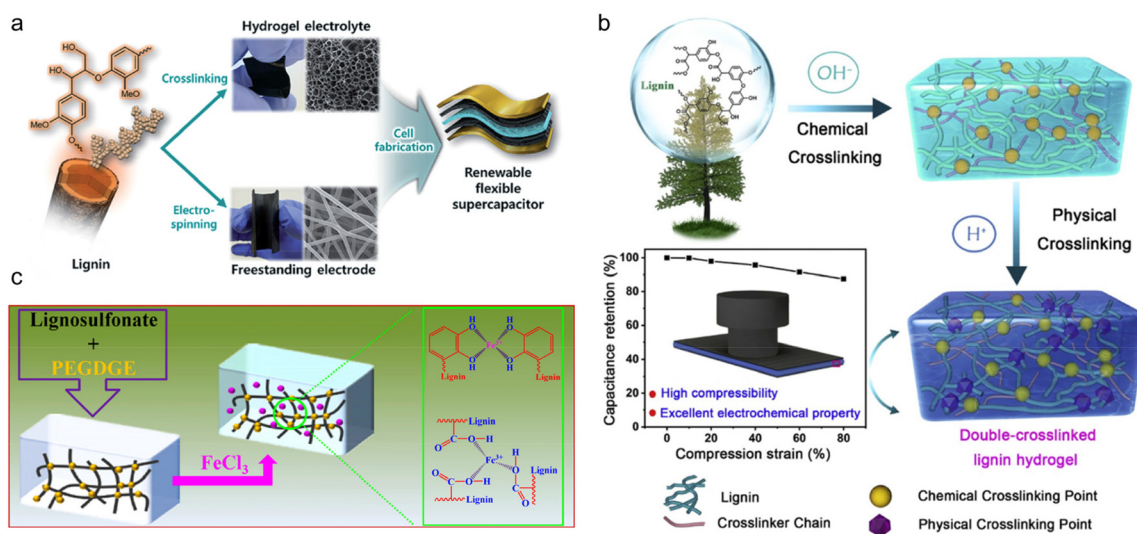 a
Hydrogel electrolyte
HO
HO
O
OMe
MeO
O
Crosslinking
Electro-
spinning
Lignin
Freestanding electrode
Cell
fabrication
Renewable
flexible
supercapacitor
b
Lignin
OH⁻
Chemical
Crosslinking
H⁺
Physical
Crosslinking
Capacitance retention (%)
100
80
60
40
20
0
High compressibility
Excellent electrochemical property
0
20
40
60
80
Compression strain (%)
Double-crosslinked
lignin hydrogel
Lignin
Crosslinker Chain
Chemical Crosslinking Point
Physical Crosslinking Point
c
Lignosulfonate
+
PEGDGE
FeCl₃
H H
O O
O O
H H
Lignin Lignin
Lignin
O C O H
Fe³⁺
H
O
Lignin
O C O H
C
O
Lignin